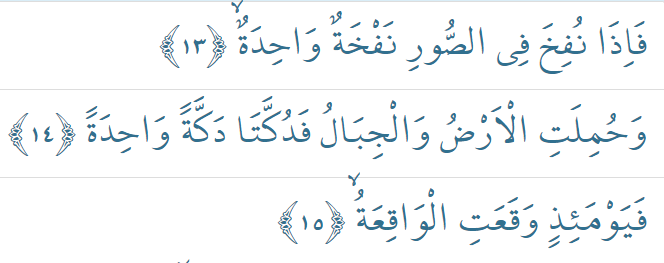 فَاِذَا نُفِخَ فِى الصُّورِ نَفْخَةٌ وَاحِدَةٌۙ ﴿١٣﴾
وَحُمِلَتِ الْاَرْضُ وَالْجِبَالُ فَدُكَّتَا دَكَّةً وَاحِدَةً ﴿١٤﴾
فَيَوْمَئِذٍ وَقَعَتِ الْوَاقِعَةُۙ ﴿١٥﴾